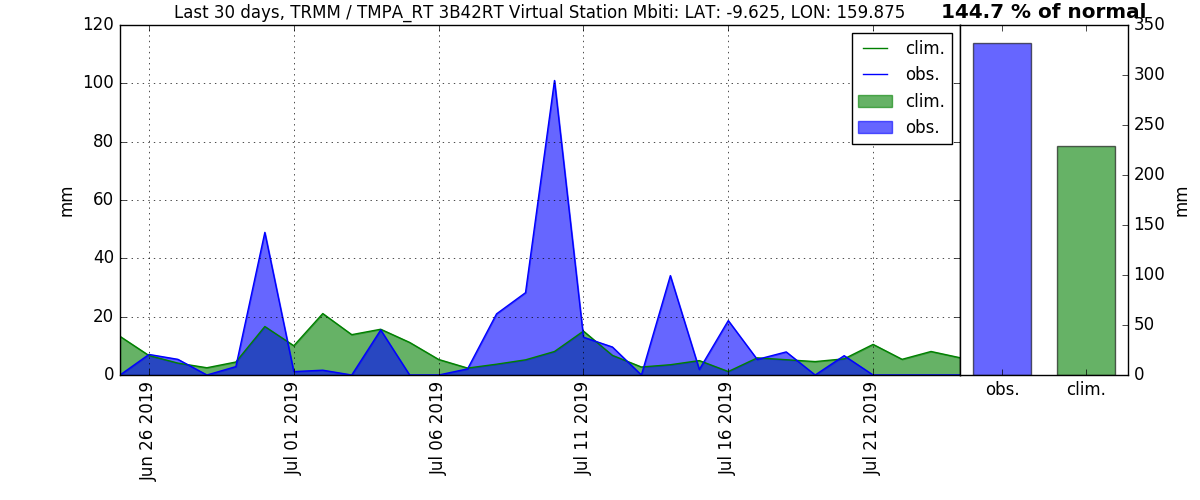 Last 30 days, TRMM / TMPA_RT 3B42RT Virtual Station Mbiti: LAT: -9.625, LON: 159.875
144.7 % of normal
120
100
80
60
40
20
0
mm
clim.
obs.
clim.
obs.
Jun 26 2019
Jul 01 2019
Jul 06 2019
Jul 11 2019
Jul 16 2019
Jul 21 2019
350
300
250
200
150
100
50
0
mm
obs.
clim.